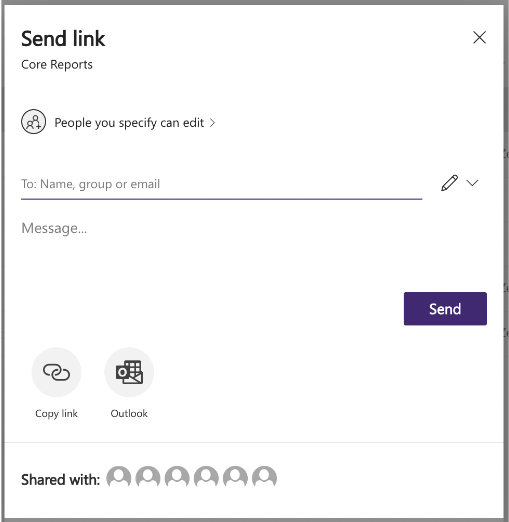 Send link
Core Reports
People you specify can edit
To: Name, group or email
Message...
Send
Copy link
Outlook
Shared with: